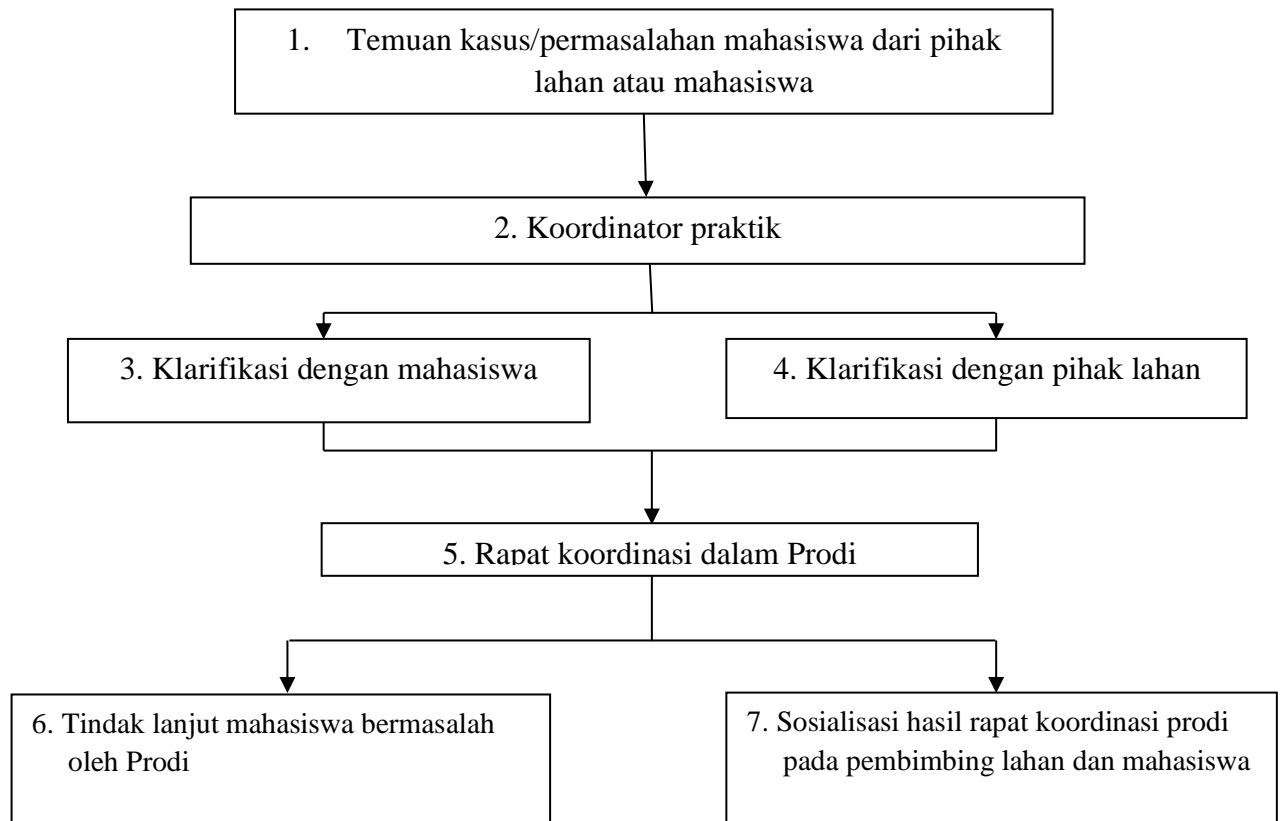 1. Temuan kasus/permasalahan mahasiswa dari pihak
lahan atau mahasiswa
2. Koordinator praktik
3. Klarifikasi dengan mahasiswa
4. Klarifikasi dengan pihak lahan
5. Rapat koordinasi dalam Prodi
6. Tindak lanjut mahasiswa bermasalah
oleh Prodi
7. Sosialisasi hasil rapat koordinasi prodi
pada pembimbing lahan dan mahasiswa